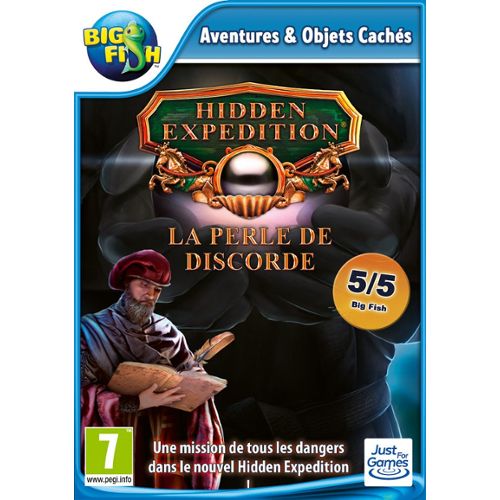 BIG FISH
Aventures & Objets Cachés
HIDDEN
EXPEDITION®
LA PERLE DE
DISCORDE
5/5
Big Fish
7
www.pegi.info
Une mission de tous les dangers
dans le nouvel Hidden Expedition
!
Just
For
Games